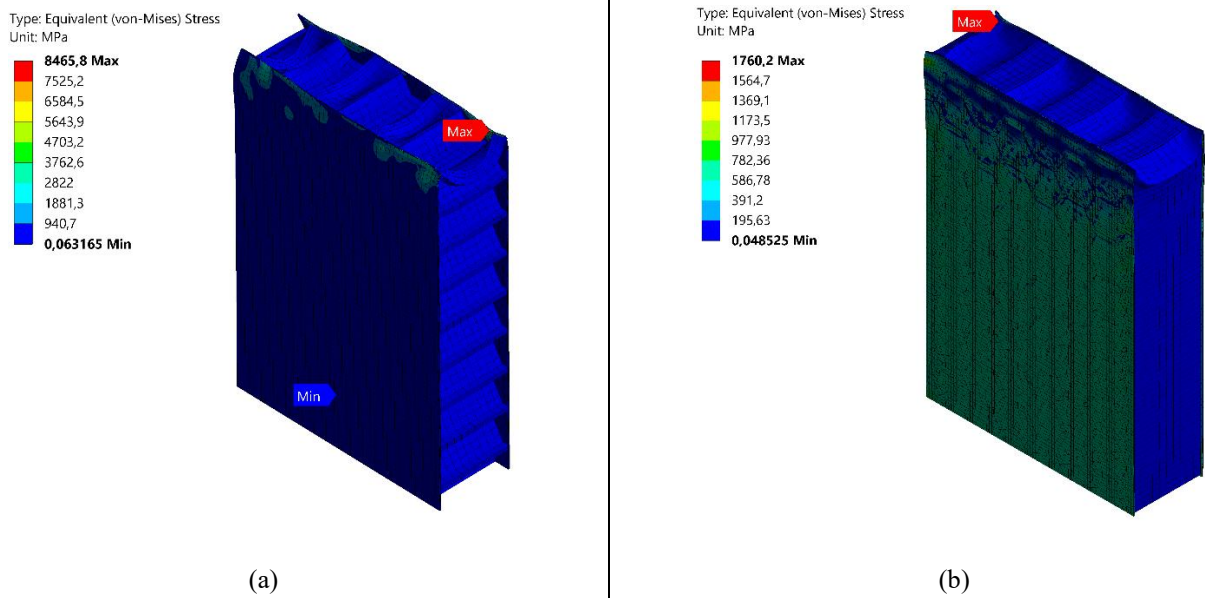 Type: Equivalent (von-Mises) Stress
Unit: MPa
8465,8 Max
7525,2
6584,5
5643,9
4703,2
3762,6
2822
1881,3
940,7
0,063165 Min
Max
Min
(a)
Type: Equivalent (von-Mises) Stress
Unit: MPa
1760,2 Max
1564,7
1369,1
1173,5
977,93
782,36
586,78
391,2
195,63
0,048525 Min
Max
(b)